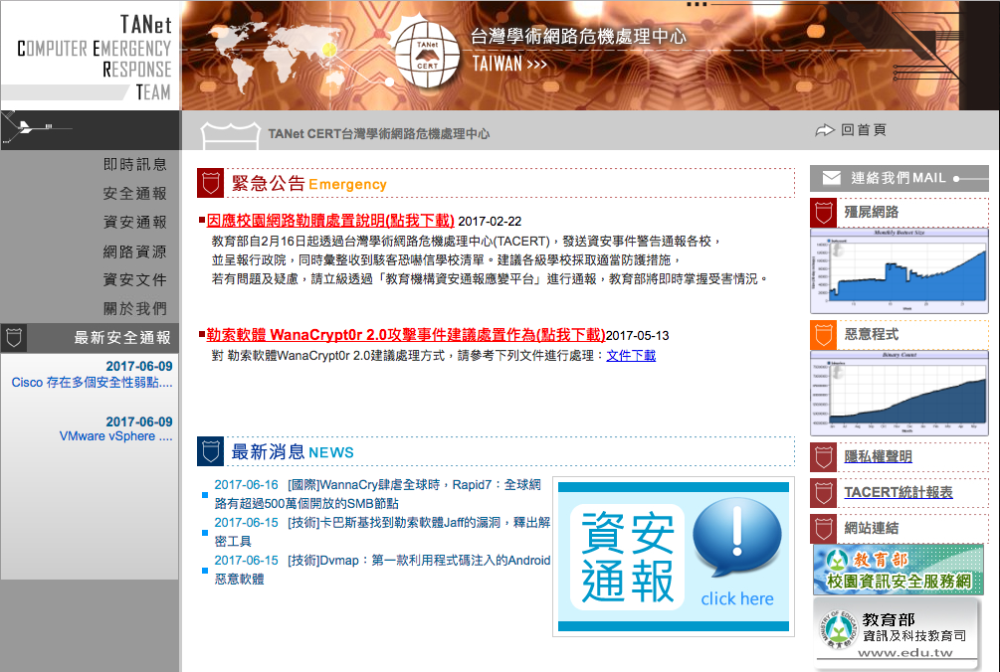 TANet
COMPUTER EMERGENCY
RESPONSE
TEAM
TANet
CERT
台灣學術網路危機處理中心
TAIWAN >>>
TANet CERT台灣學術網路危機處理中心
回首頁
即時訊息
安全通報
資安通報
網路資源
資安文件
關於我們
最新安全通報
2017-06-09
Cisco 存在多個安全性弱點....
2017-06-09
VMware vSphere ....
緊急公告 Emergency
因應校園網路勒贖處置說明(點我下載) 2017-02-22
教育部自2月16日起透過台灣學術網路危機處理中心(TACERT)，發送資安事件警告通報各校，
並呈報行政院，同時彙整收到駭客恐嚇信學校清單。建議各級學校採取適當防護措施，
若有問題及疑慮，請立級透過「教育機構資安通報應變平台」進行通報，教育部將即時掌握受害情況。
勒索軟體 WanaCrypt0r 2.0攻擊事件建議處置作為(點我下載)2017-05-13
對 勒索軟體WanaCrypt0r 2.0建議處理方式，請參考下列文件進行處理：文件下載
最新消息 NEWS
2017-06-16 [國際]WannaCry肆虐全球時，Rapid7：全球網
路有超過500萬個開放的SMB節點
2017-06-15 [技術]卡巴斯基找到勒索軟體Jaff的漏洞，釋出解
密工具
2017-06-15 [技術]Dvmap：第一款利用程式碼注入的Android
惡意軟體
資安
通報
click here
連絡我們MAIL
殭屍網路
Monthly Botnet Size
惡意程式
Binary Count
隱私權聲明
TACERT統計報表
網站連結
教育部
校園資訊安全服務網
MINISTRY OF EDUCATION
教育部
資訊及科技教育司
www.edu.tw